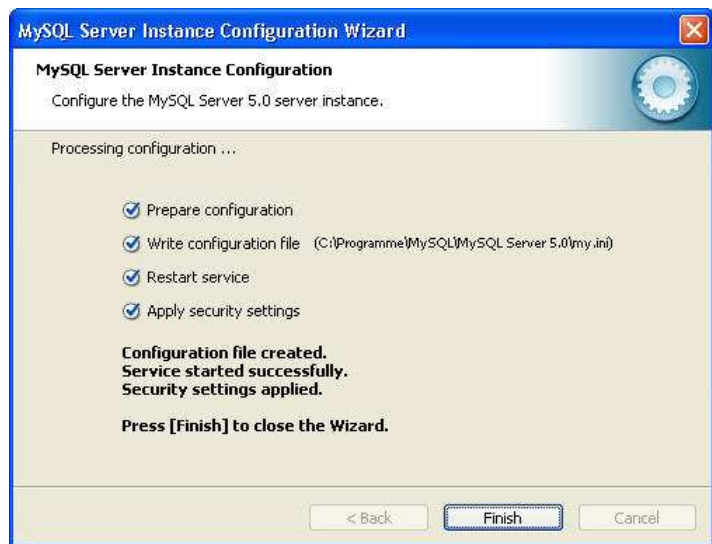 MySQL Server Instance Configuration Wizard
MySQL Server Instance Configuration
Configure the MySQL Server 5.0 server instance.
Processing configuration ...
Prepare configuration
Write configuration file (C:\Programme\MySQL\MySQL Server 5.0\my.ini)
Restart service
Apply security settings
Configuration file created.
Service started successfully.
Security settings applied.
Press [Finish] to close the Wizard.
< Back Finish Cancel